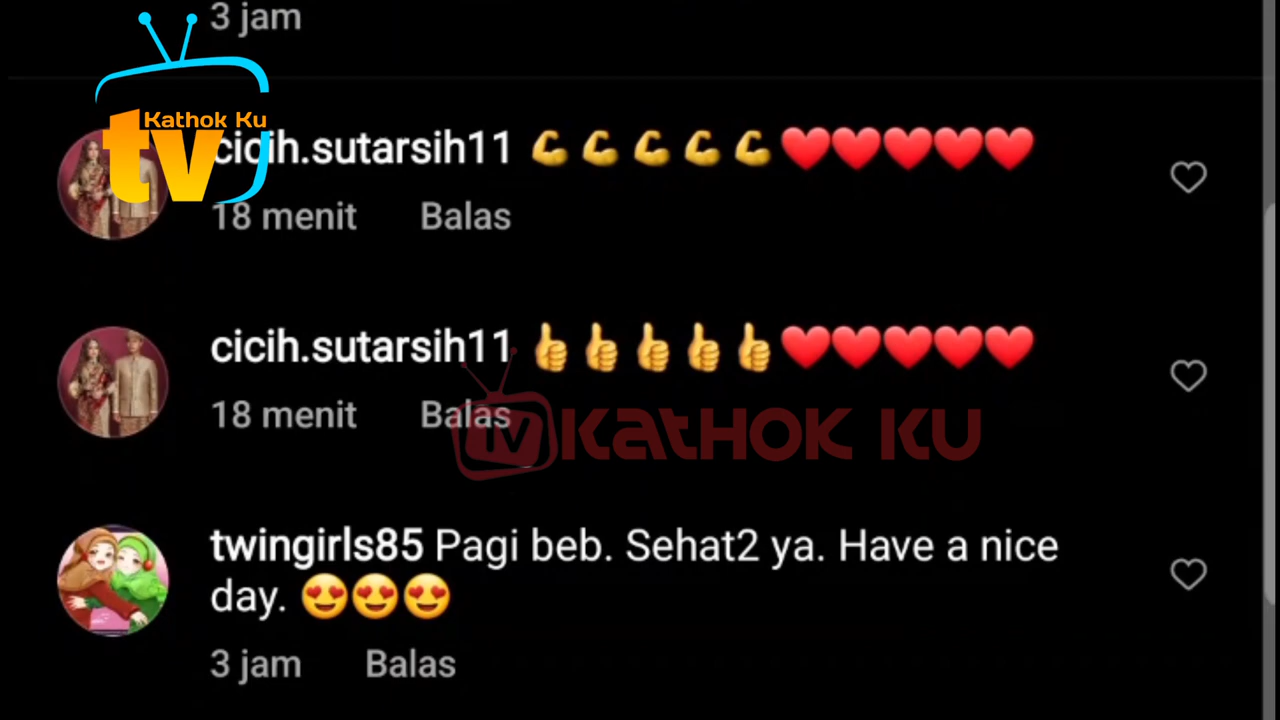 3 jam
Kathok Ku
tv
cicih.sutarsih11 💪💪💪💪💪❤️❤️❤️❤️❤️
18 menit Balas
cicih.sutarsih11 👍👍👍👍👍❤️❤️❤️❤️❤️
18 menit Balas
tv KATHOK KU
twingirls85 Pagi beb. Sehat2 ya. Have a nice
day. 😍😍😍
3 jam Balas